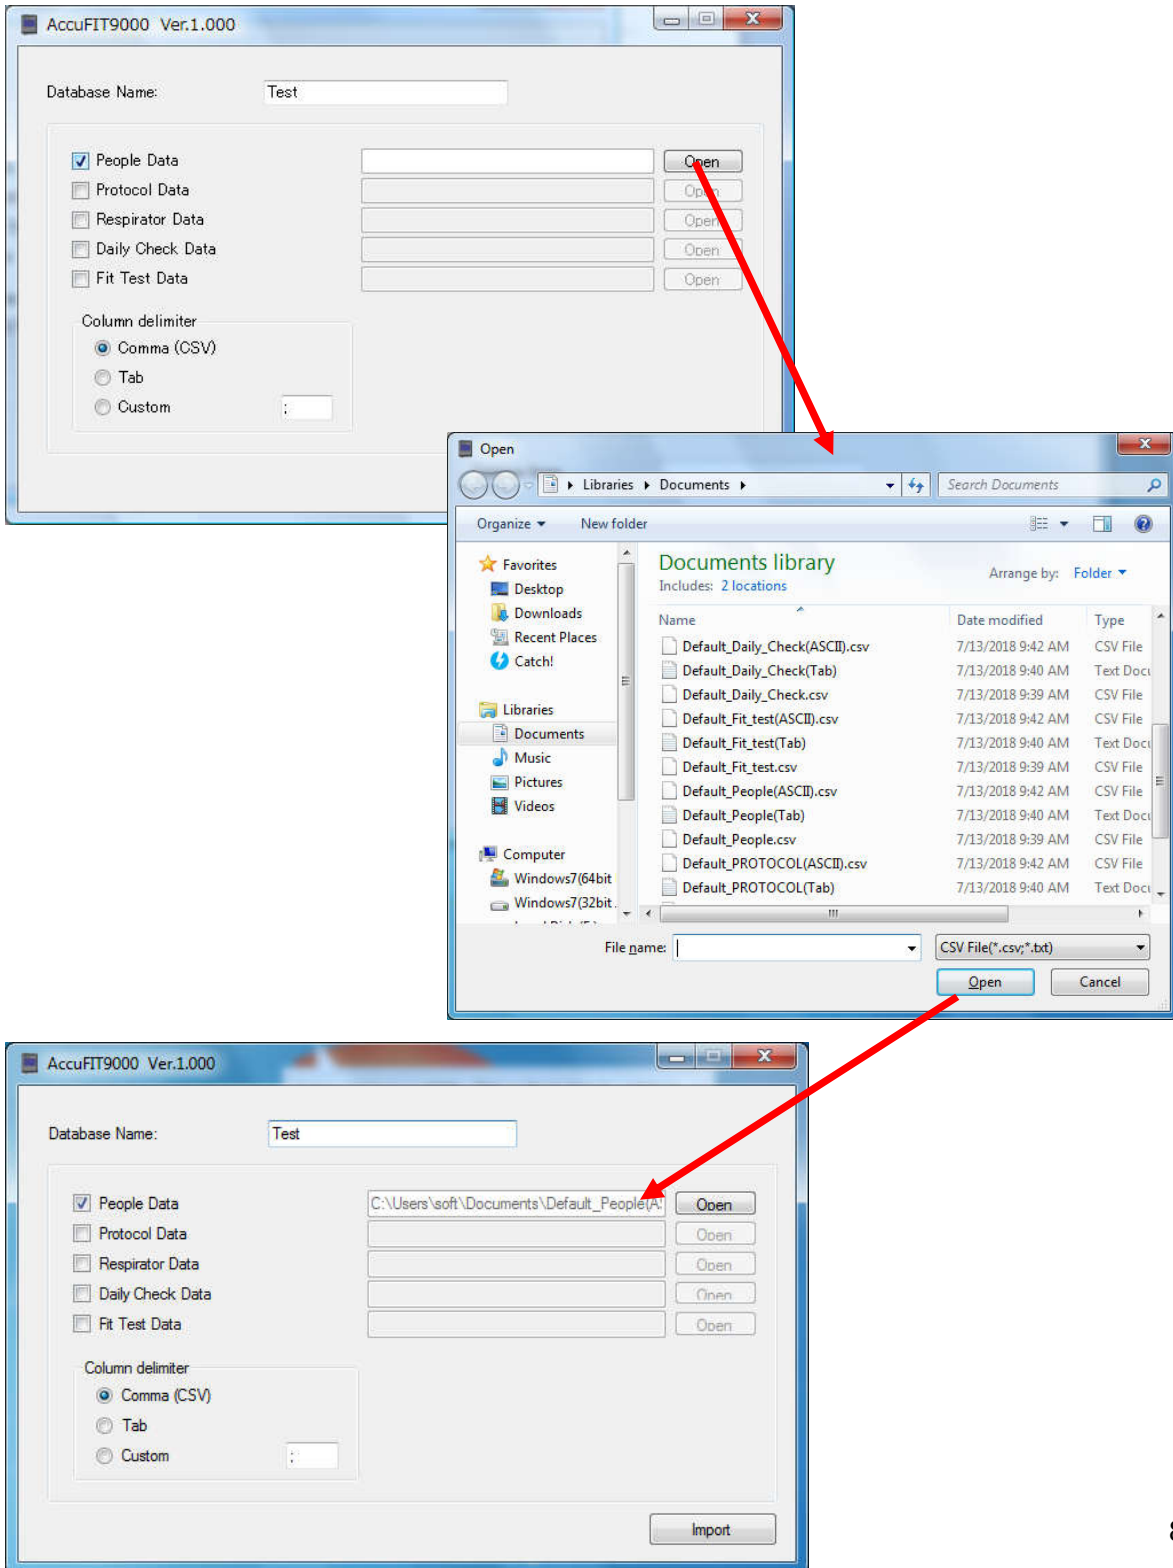 AccuFIT9000 Ver.1.000
Database Name: Test
People Data Open
Protocol Data Open
Respirator Data Open
Daily Check Data Open
Fit Test Data Open
Column delimiter
Comma (CSV)
Tab
Custom ;
Open
Libraries Documents Search Documents
Organize New folder
Favorites
Desktop
Downloads
Recent Places
Catch!
Libraries
Documents
Music
Pictures
Videos
Computer
Windows7(64bit
Windows7(32bit
Documents library
Arrange by: Folder
Includes: 2 locations
Name Date modified Type
Default_Daily_Check(ASCII).csv 7/13/2018 9:42 AM CSV File
Default_Daily_Check(Tab) 7/13/2018 9:40 AM Text Docu
Default_Daily_Check.csv 7/13/2018 9:39 AM CSV File
Default_Fit_test(ASCII).csv 7/13/2018 9:42 AM CSV File
Default_Fit_test(Tab) 7/13/2018 9:40 AM Text Docu
Default_Fit_test.csv 7/13/2018 9:39 AM CSV File
Default_People(ASCII).csv 7/13/2018 9:42 AM CSV File
Default_People(Tab) 7/13/2018 9:40 AM Text Docu
Default_People.csv 7/13/2018 9:39 AM CSV File
Default_PROTOCOL(ASCII).csv 7/13/2018 9:42 AM CSV File
Default_PROTOCOL(Tab) 7/13/2018 9:40 AM Text Docu
File name: CSV File(*.csv;*.txt)
Open Cancel
AccuFIT9000 Ver.1.000
Database Name: Test
People Data C:\Users\soft\Documents\Default_People(A Open
Protocol Data Open
Respirator Data Open
Daily Check Data Open
Fit Test Data Open
Column delimiter
Comma (CSV)
Tab
Custom ;
Import